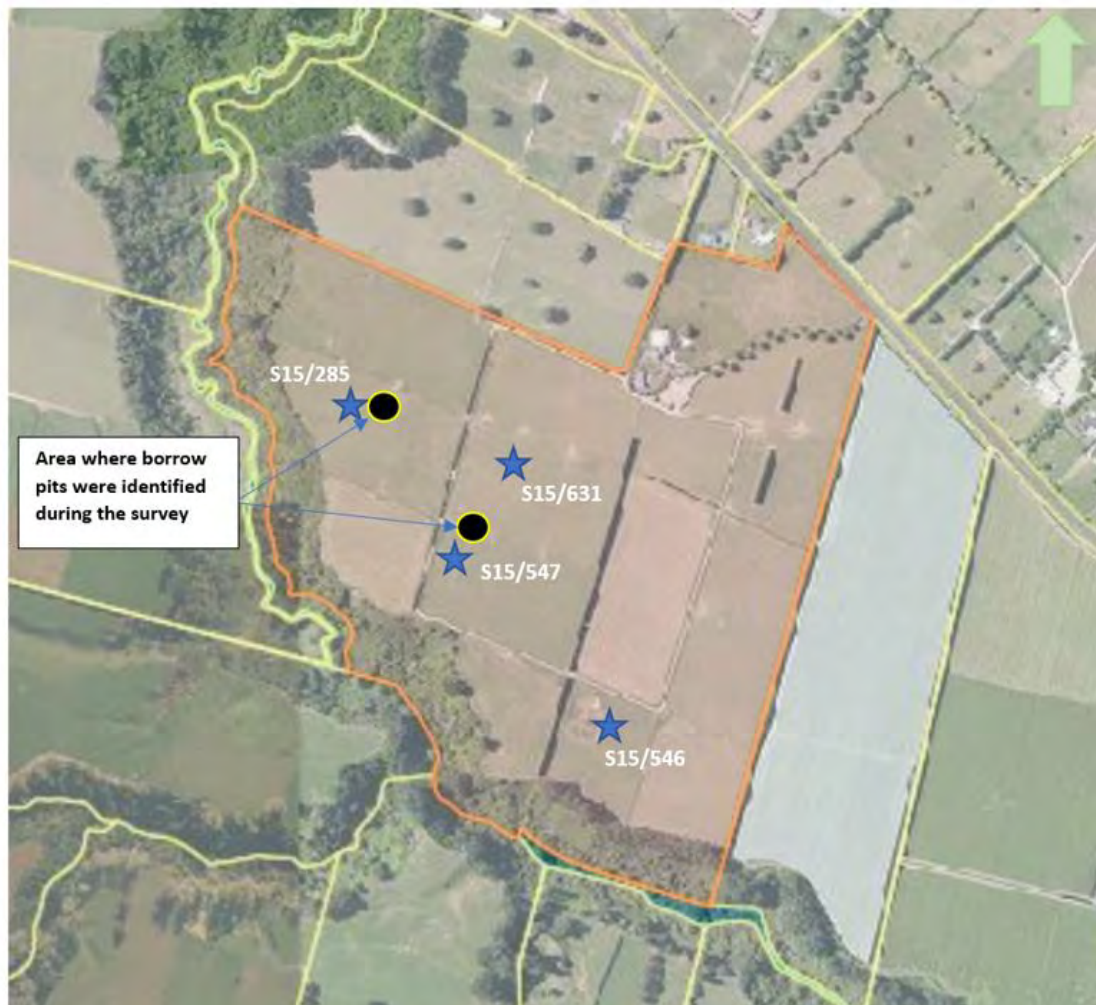 S15/285
Area where borrow
pits were identified
during the survey
S15/631
S15/547
S15/546